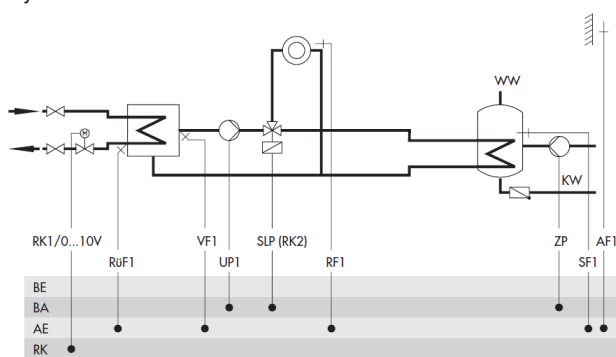 WW
M
KW
RK1/0...10V VF1 SLP (RK2) ZP AF1
RüF1 UP1 RF1 SF1
BE
BA
AE
RK